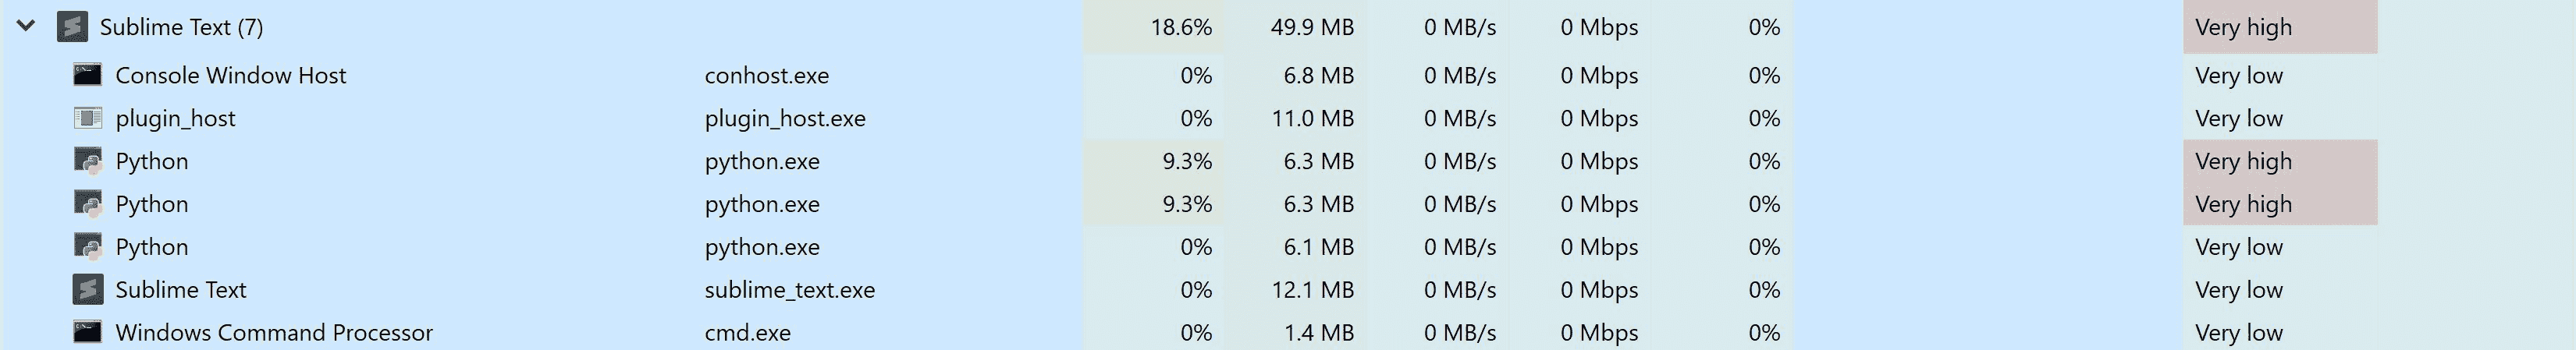 Sublime Text (7) 18.6% 49.9 MB 0 MB/s 0 Mbps 0% Very high
Console Window Host conhost.exe 0% 6.8 MB 0 MB/s 0 Mbps 0% Very low
plugin_host plugin_host.exe 0% 11.0 MB 0 MB/s 0 Mbps 0% Very low
Python python.exe 9.3% 6.3 MB 0 MB/s 0 Mbps 0% Very high
Python python.exe 9.3% 6.3 MB 0 MB/s 0 Mbps 0% Very high
Python python.exe 0% 6.1 MB 0 MB/s 0 Mbps 0% Very low
Sublime Text sublime_text.exe 0% 12.1 MB 0 MB/s 0 Mbps 0% Very low
Windows Command Processor cmd.exe 0% 1.4 MB 0 MB/s 0 Mbps 0% Very low